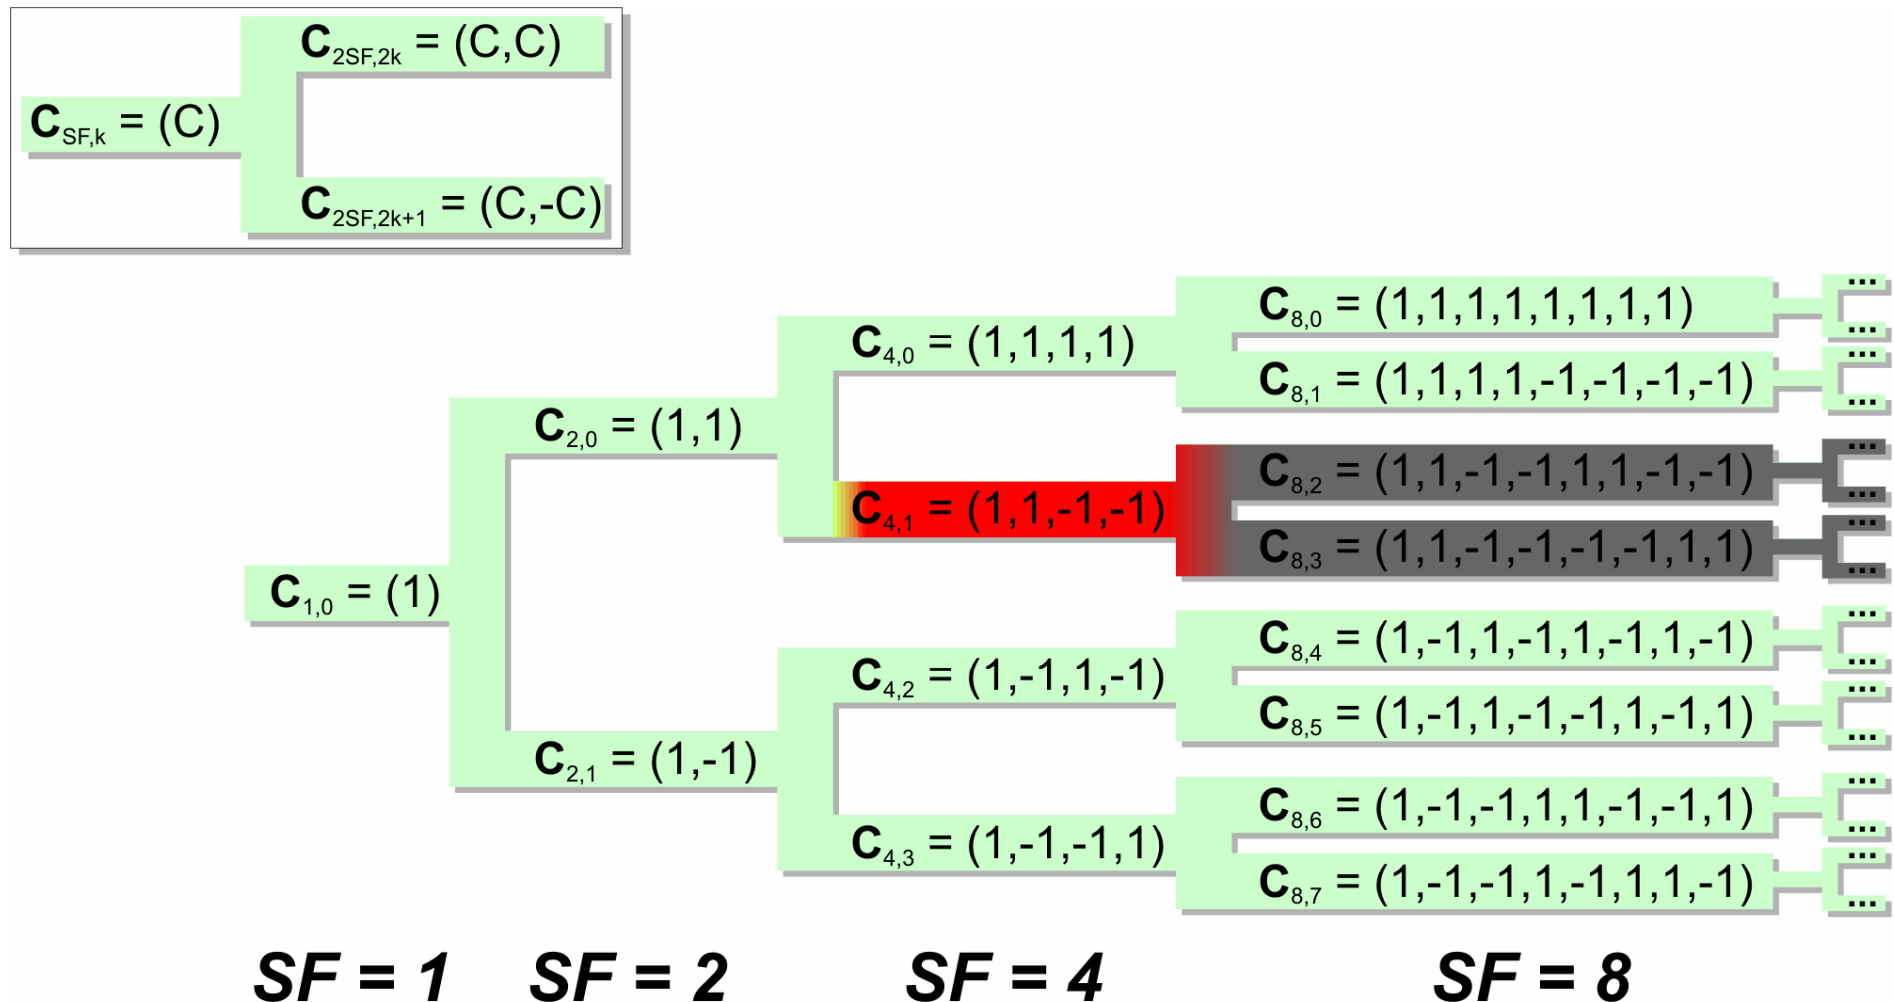 C2SF,2k = (C,C)
CSF,k = (C)
C2SF,2k+1 = (C,-C)
C8,0 = (1,1,1,1,1,1,1,1)
...
...
C4,0 = (1,1,1,1)
C8,1 = (1,1,1,1,-1,-1,-1,-1)
...
...
C2,0 = (1,1)
C8,2 = (1,1,-1,-1,1,1,-1,-1)
...
...
C4,1 = (1,1,-1,-1)
C8,3 = (1,1,-1,-1,-1,-1,1,1)
...
...
C1,0 = (1)
C8,4 = (1,-1,1,-1,1,-1,1,-1)
...
...
C4,2 = (1,-1,1,-1)
C8,5 = (1,-1,1,-1,-1,1,-1,1)
...
...
C2,1 = (1,-1)
C8,6 = (1,-1,-1,1,1,-1,-1,1)
...
...
C4,3 = (1,-1,-1,1)
C8,7 = (1,-1,-1,1,-1,1,1,-1)
...
...
SF = 1 SF = 2 SF = 4 SF = 8